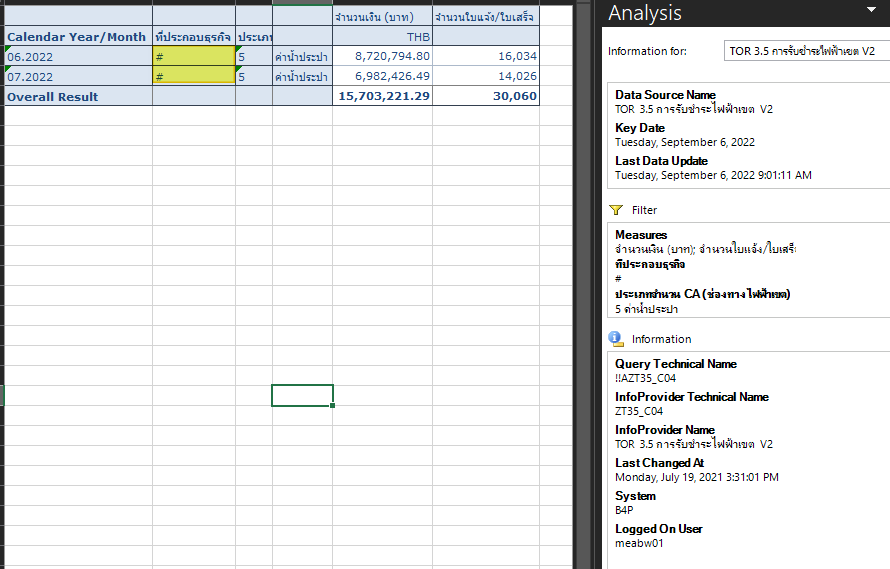 จำนวนเงิน (บาท) จำนวนใบแจ้ง/ใบเสร็จ
Calendar Year/Month ที่ประกอบธุรกิจ ประเภท THB
06.2022 # 5 ค่าน้ำประปา 8,720,794.80 16,034
07.2022 # 5 ค่าน้ำประปา 6,982,426.49 14,026
Overall Result 15,703,221.29 30,060
Analysis
Information for: TOR 3.5 การรับชำระไฟฟ้าเขต V2
Data Source Name
TOR 3.5 การรับชำระไฟฟ้าเขต V2
Key Date
Tuesday, September 6, 2022
Last Data Update
Tuesday, September 6, 2022 9:01:11 AM
Filter
Measures
จำนวนเงิน (บาท); จำนวนใบแจ้ง/ใบเสร็
ที่ประกอบธุรกิจ
#
ประเภทจำนวน CA (ช่องทาง ไฟฟ้าเขต)
5 ค่าน้ำประปา
Information
Query Technical Name
!!AZT35_C04
InfoProvider Technical Name
ZT35_C04
InfoProvider Name
TOR 3.5 การรับชำระไฟฟ้าเขต V2
Last Changed At
Monday, July 19, 2021 3:31:01 PM
System
B4P
Logged On User
meabw01